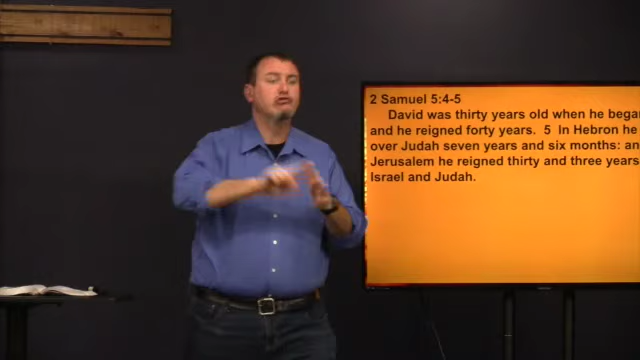 2 Samuel 5:4-5
David was thirty years old when he began
and he reigned forty years. 5 In Hebron he
over Judah seven years and six months: an
Jerusalem he reigned thirty and three years
Israel and Judah.